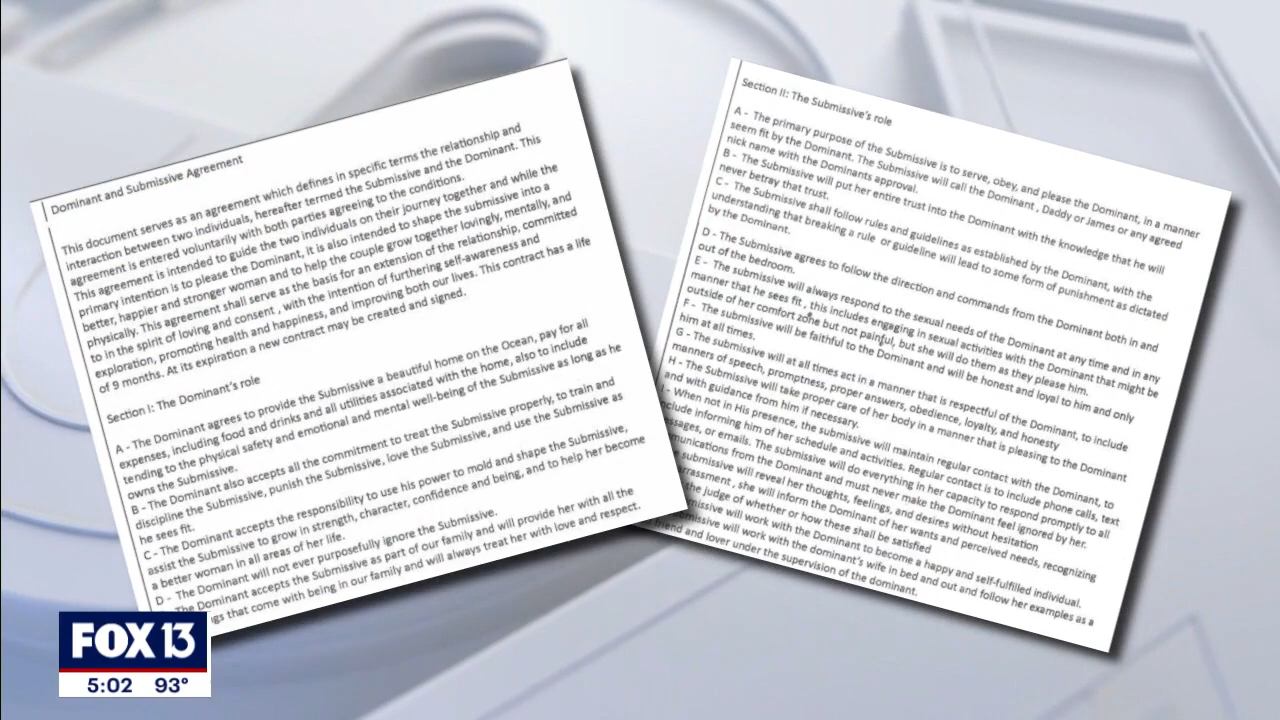 Dominant and Submissive Agreement
This document serves as an agreement which defines in specific terms the relationship and
interaction between two individuals, hereafter termed the Submissive and the Dominant. This
agreement is entered voluntarily with both parties agreeing to the conditions.
This agreement is intended to guide the two individuals on their journey together and while the
primary intention is to please the Dominant, it is also intended to shape the submissive into a
better, happier and stronger woman and to help the couple grow together lovingly, mentally, and
physically. This agreement shall serve as the basis for an extension of the relationship, committed
to in the spirit of loving and consent , with the intention of furthering self-awareness and
exploration, promoting health and happiness, and improving both our lives. This contract has a life
of 9 months. At its expiration a new contract may be created and signed.
Section I: The Dominant's role
A - The Dominant agrees to provide the Submissive a beautiful home on the Ocean, pay for all
expenses, including food and drinks and all utilities associated with the home, also to include
tending to the physical safety and emotional and mental well-being of the Submissive as long as he
owns the Submissive.
B - The Dominant also accepts all the commitment to treat the Submissive properly, to train and
discipline the Submissive, punish the Submissive, love the Submissive, and use the Submissive as
he sees fit.
C - The Dominant accepts the responsibility to use his power to mold and shape the Submissive,
assist the Submissive to grow in strength, character, confidence and being, and to help her become
a better woman in all areas of her life.
D - The Dominant will not ever purposefully ignore the Submissive.
The Dominant accepts the Submissive as part of our family and will provide her with all the
ngs that come with being in our family and will always treat her with love and respect.
Section II: The Submissive's role
A - The primary purpose of the Submissive is to serve, obey, and please the Dominant, in a manner
seem fit by the Dominant. The Submissive will call the Dominant , Daddy or James or any agreed
nick name with the Dominants approval.
B - The Submissive will put her entire trust into the Dominant with the knowledge that he will
never betray that trust.
C - The Submissive shall follow rules and guidelines as established by the Dominant, with the
understanding that breaking a rule or guideline will lead to some form of punishment as dictated
by the Dominant.
D - The Submissive agrees to follow the direction and commands from the Dominant both in and
out of the bedroom.
E - The submissive will always respond to the sexual needs of the Dominant at any time and in any
manner that he sees fit , this includes engaging in sexual activities with the Dominant that might be
outside of her comfort zone but not painful, but she will do them as they please him.
F - The submissive will be faithful to the Dominant and will be honest and loyal to him and only
him at all times.
G - The submissive will at all times act in a manner that is respectful of the Dominant, to include
manners of speech, promptness, proper answers, obedience, loyalty, and honesty
H - The Submissive will take proper care of her body in a manner that is pleasing to the Dominant
and with guidance from him if necessary.
I - When not in His presence, the submissive will maintain regular contact with the Dominant, to
nclude informing him of her schedule and activities. Regular contact is to include phone calls, text
ssages, or emails. The submissive will do everything in her capacity to respond promptly to all
munications from the Dominant and must never make the Dominant feel ignored by her.
submissive will reveal her thoughts, feelings, and desires without hesitation
arrassment , she will inform the Dominant of her wants and perceived needs, recognizing
the judge of whether or how these shall be satisfied
missive will work with the Dominant to become a happy and self-fulfilled individual.
missive will work with the dominant's wife in bed and out and follow her examples as a
friend and lover under the supervision of the dominant.
FOX 13
5:02 93°